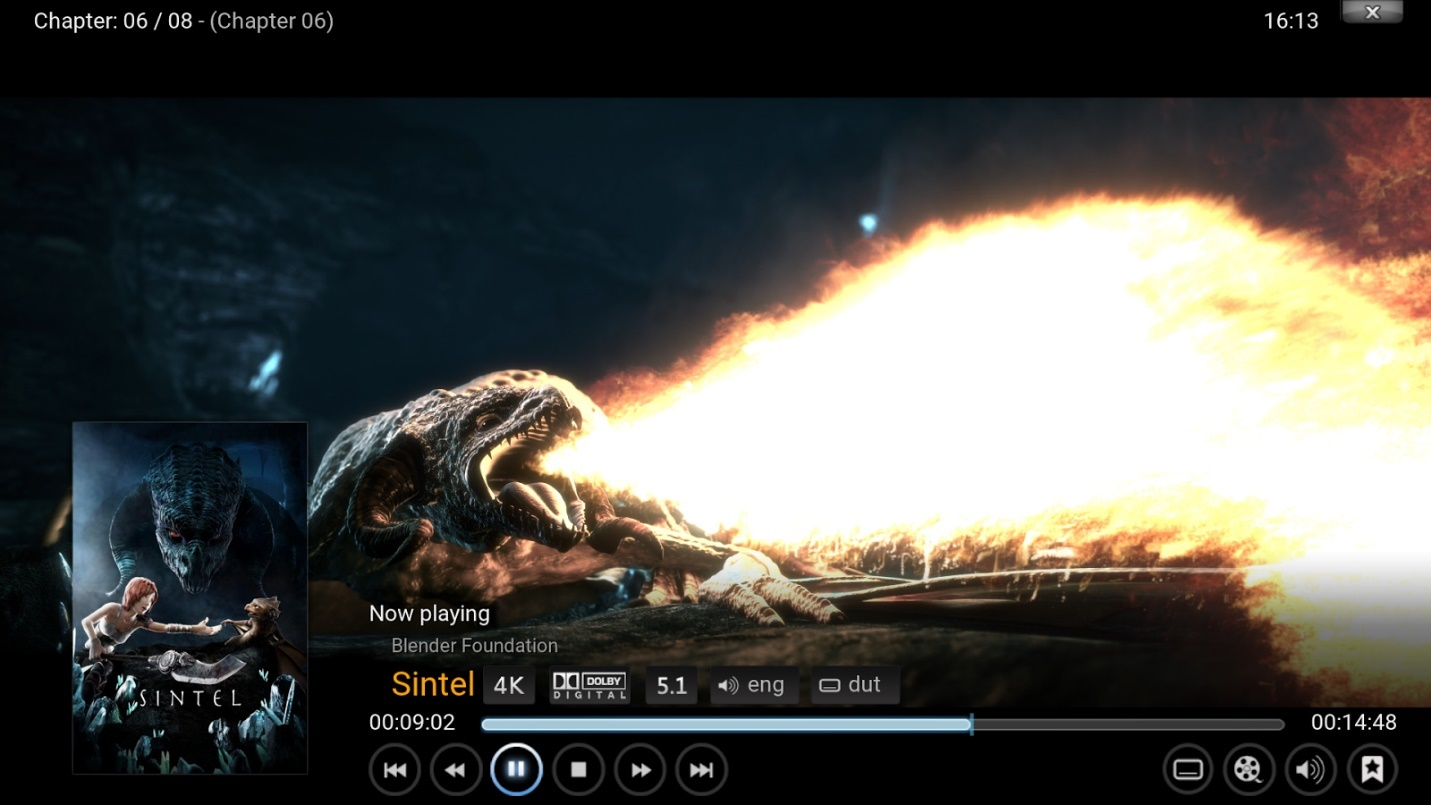 Chapter: 06 / 08 - (Chapter 06)
16:13
SINTEL
Now playing
Blender Foundation
Sintel 4K DOLBY DIGITAL 5.1 eng dut
00:09:02
00:14:48